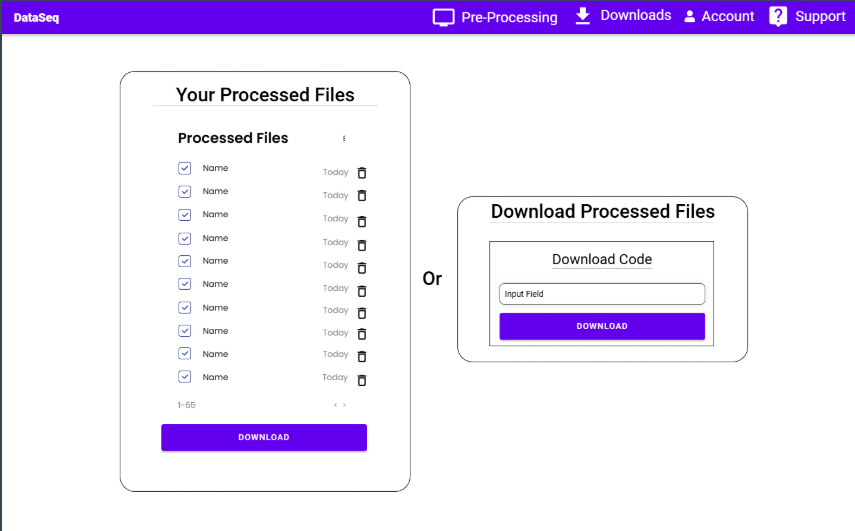 DataSeq Pre-Processing Downloads Account Support
Your Processed Files
Processed Files
Name Today
Name Today
Name Today
Name Today
Name Today
Name Today
Name Today
Name Today
Name Today
Name Today
1-65 < >
DOWNLOAD
Or
Download Processed Files
Download Code
Input Field
DOWNLOAD